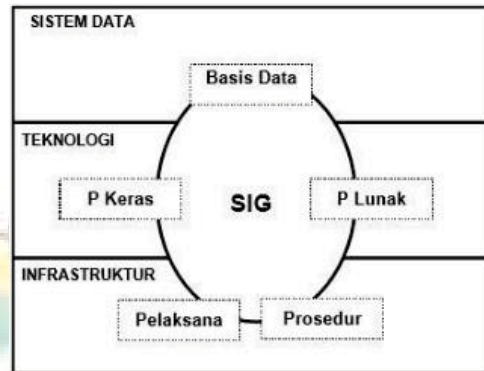 SISTEM DATA
Basis Data
TEKNOLOGI
P Keras
SIG
P Lunak
INFRASTRUKTUR
Pelaksana
Prosedur